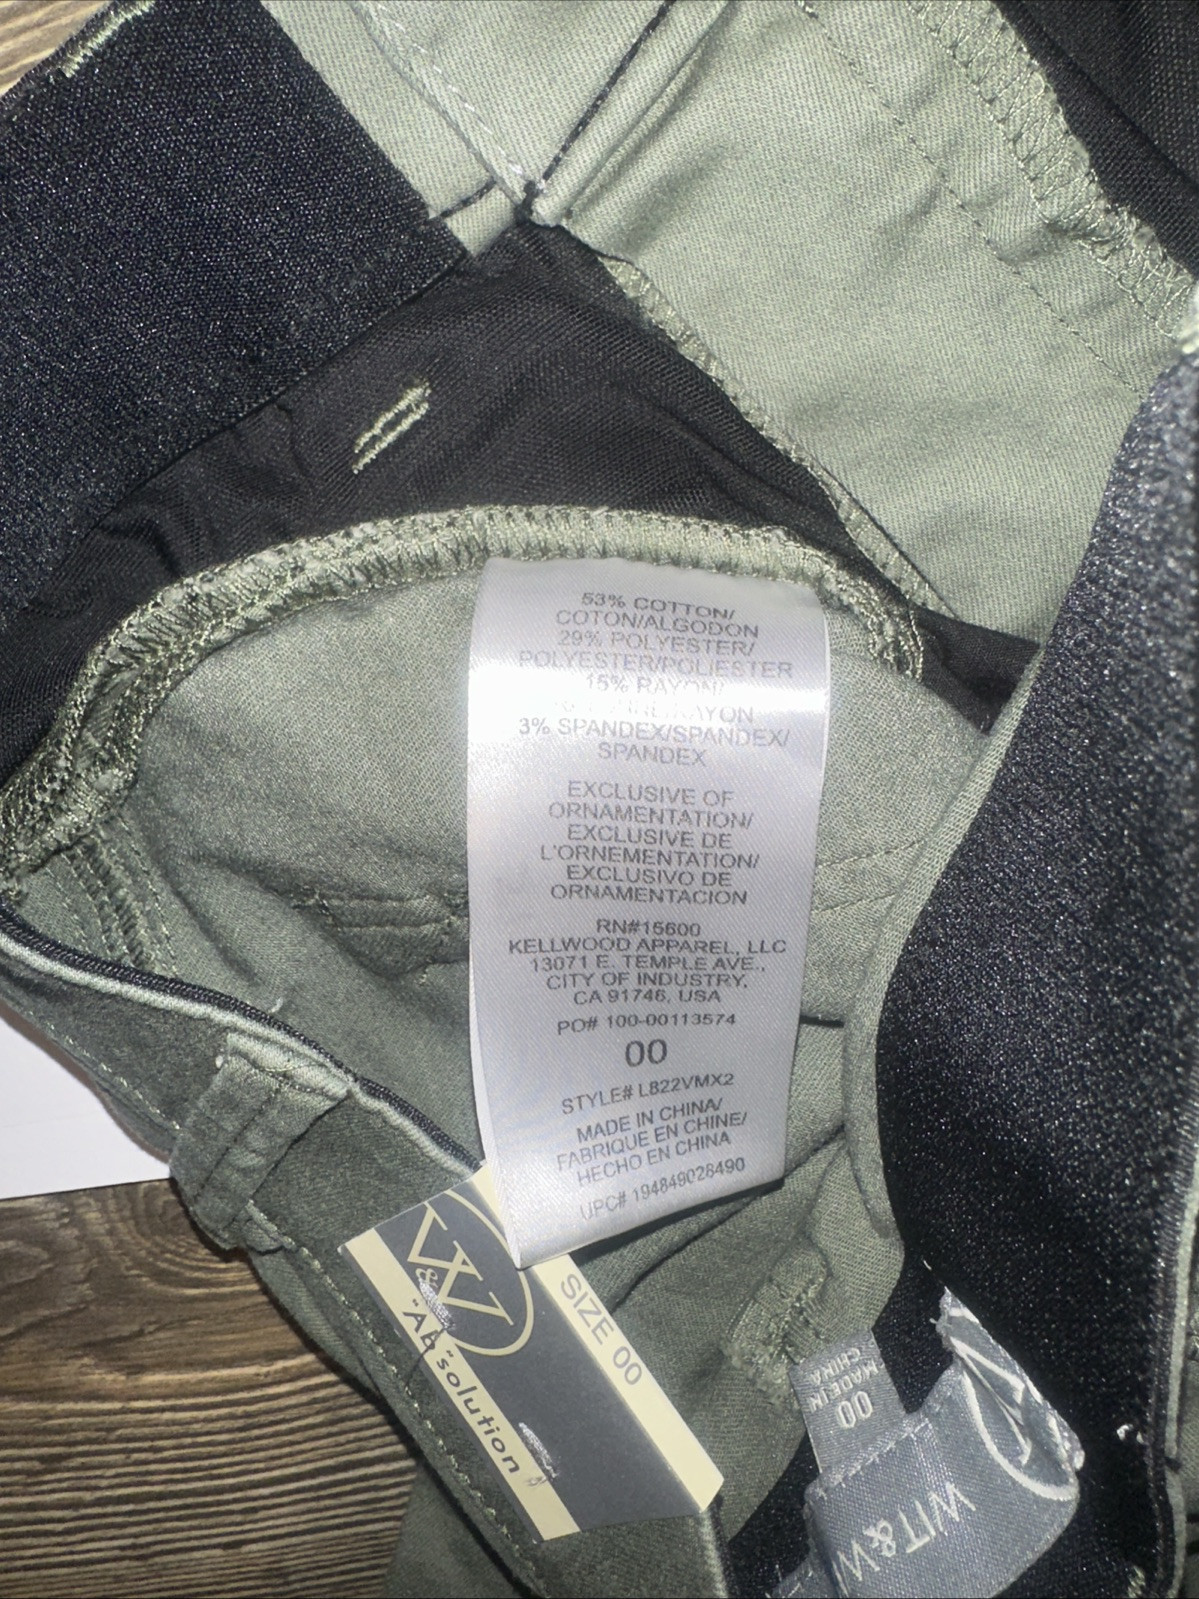 53% COTTON/
COTON/ALGODON
29% POLYESTER/
POLYESTER/POLIESTER
15% RAYON/
3% SPANDEX/SPANDEX/
SPANDEX
EXCLUSIVE OF
ORNAMENTATION/
EXCLUSIVE DE
L'ORNEMENTATION/
EXCLUSIVO DE
ORNAMENTACION
RN#15600
KELLWOOD APPAREL, LLC
13071 E. TEMPLE AVE.,
CITY OF INDUSTRY,
CA 91746, USA
PO# 100-00113574
00
STYLE# L822VMX2
MADE IN CHINA/
FABRIQUE EN CHINE/
HECHO EN CHINA
UPC# 194849028490
W&W
"Ab"solution
SIZE 00
00
MADE IN
CHINA
WIT&W